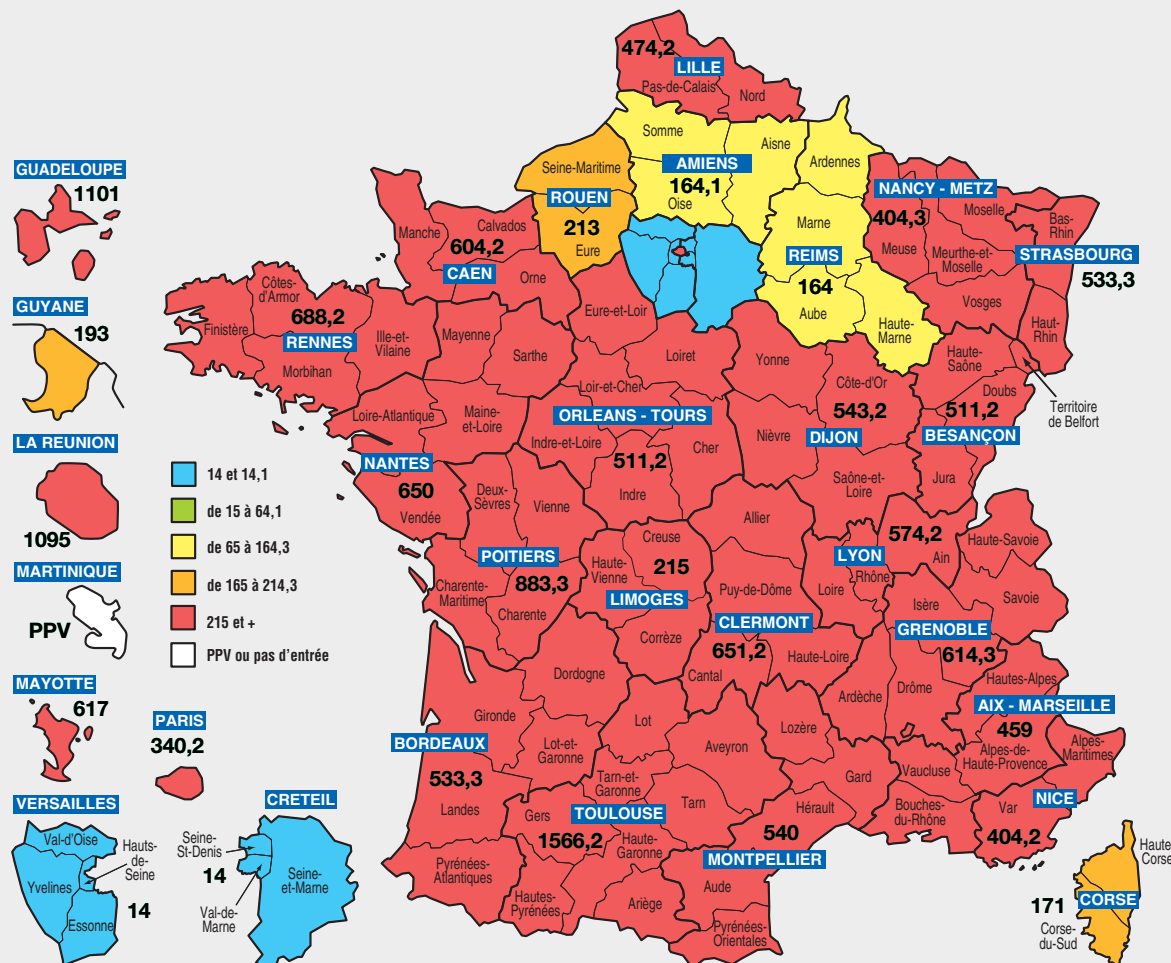 474,2
LILLE
Pas-de-Calais
Nord
Somme
Aisne
Ardennes
AMIENS
164,1
Oise
Seine-Maritime
ROUEN
213
Eure
GUADELOUPE
1101
NANCY - METZ
404,3
Moselle
Meuse
Meurthe-et-
Moselle
Vosges
Bas-
Rhin
STRASBOURG
533,3
Haut-
Rhin
Marne
REIMS
164
Aube
Haute-
Marne
Manche
Calvados
604,2
CAEN
Orne
GUYANE
193
Côtes-
d'Armor
688,2
Finistère
RENNES
Ille-et-
Vilaine
Morbihan
Mayenne
Sarthe
Eure-et-Loir
Loiret
Loir-et-Cher
Yonne
Côte-d'Or
543,2
Haute-
Saône
Doubs
511,2
BESANÇON
Territoire
de Belfort
Jura
Nièvre
DIJON
Saône-et-
Loire
Loire-Atlantique
Maine-
et-Loire
ORLEANS - TOURS
Indre-et-Loire
511,2
Cher
Indre
LA REUNION
1095
NANTES
650
Vendée
Deux-
Sèvres
Vienne
14 et 14,1
de 15 à 64,1
de 65 à 164,3
de 165 à 214,3
215 et +
PPV ou pas d'entrée
MARTINIQUE
PPV
POITIERS
883,3
Charente-
Maritime
Charente
Haute-
Vienne
Creuse
215
LIMOGES
Corrèze
Allier
Puy-de-Dôme
CLERMONT
651,2
Cantal
Haute-Loire
574,2
Ain
LYON
Rhône
Loire
Haute-Savoie
Savoie
Isère
GRENOBLE
614,3
Ardèche
Drôme
Hautes-Alpes
AIX - MARSEILLE
459
Alpes-de-
Haute-Provence
Alpes-
Maritimes
Vaucluse
Bouches-
du-Rhône
Var
NICE
404,2
MAYOTTE
617
PARIS
340,2
Dordogne
Gironde
BORDEAUX
533,3
Lot-et-
Garonne
Landes
Pyrénées-
Atlantiques
Lot
Aveyron
Tarn-et-
Garonne
Tarn
Gers
TOULOUSE
1566,2
Haute-
Garonne
Hautes-
Pyrénées
Ariège
Lozère
Gard
Hérault
540
MONTPELLIER
Aude
Pyrénées-
Orientales
VERSAILLES
Val-d'Oise
Hauts-
de-
Seine
Yvelines
14
Essonne
CRETEIL
Seine-
St-Denis
14
Val-de-
Marne
Seine-
et-Marne
Haute
Corse
171
CORSE
Corse-
du-Sud